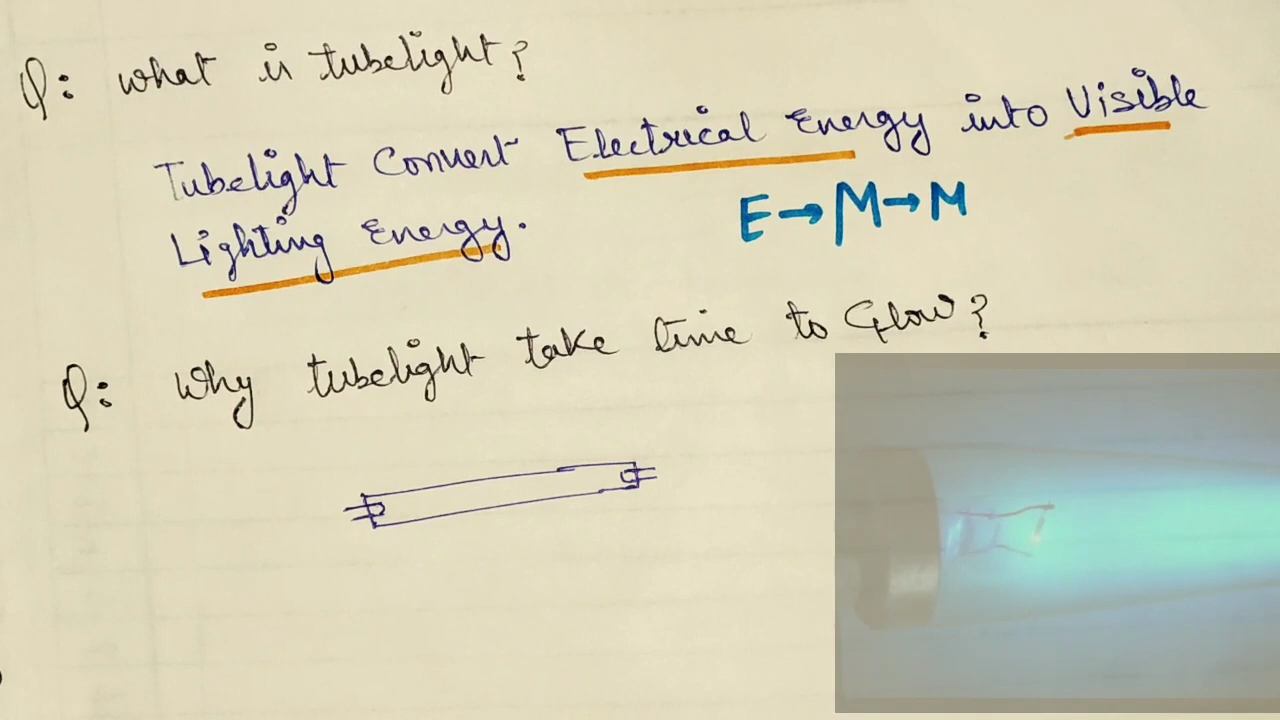 Q: what is tubelight?
Tubelight Convert Electrical Energy into Visible
Lighting Energy.
E→M→M
Q: Why tubelight take time to Glow?